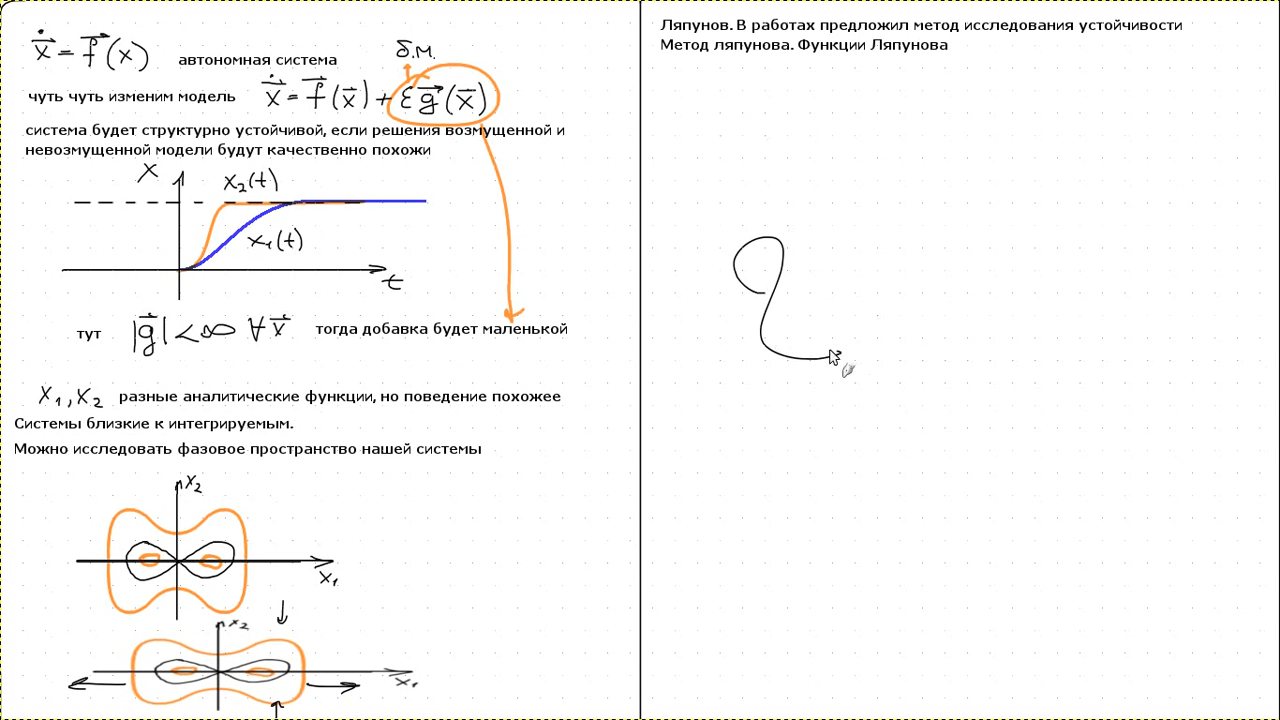 ẋ = f(x) автономная система
б.м.
чуть чуть изменим модель ẋ = f(x) + εg(x)
система будет структурно устойчивой, если решения возмущенной и
невозмущенной модели будут качественно похожи
x
x₂(t)
x₁(t)
t
тут |g| < ∞ ∀x тогда добавка будет маленькой
x₁, x₂ разные аналитические функции, но поведение похожее
Системы близкие к интегрируемым.
Можно исследовать фазовое пространство нашей системы
x₂
x₁
x₂
x₁
Ляпунов. В работах предложил метод исследования устойчивости
Метод ляпунова. Функции Ляпунова